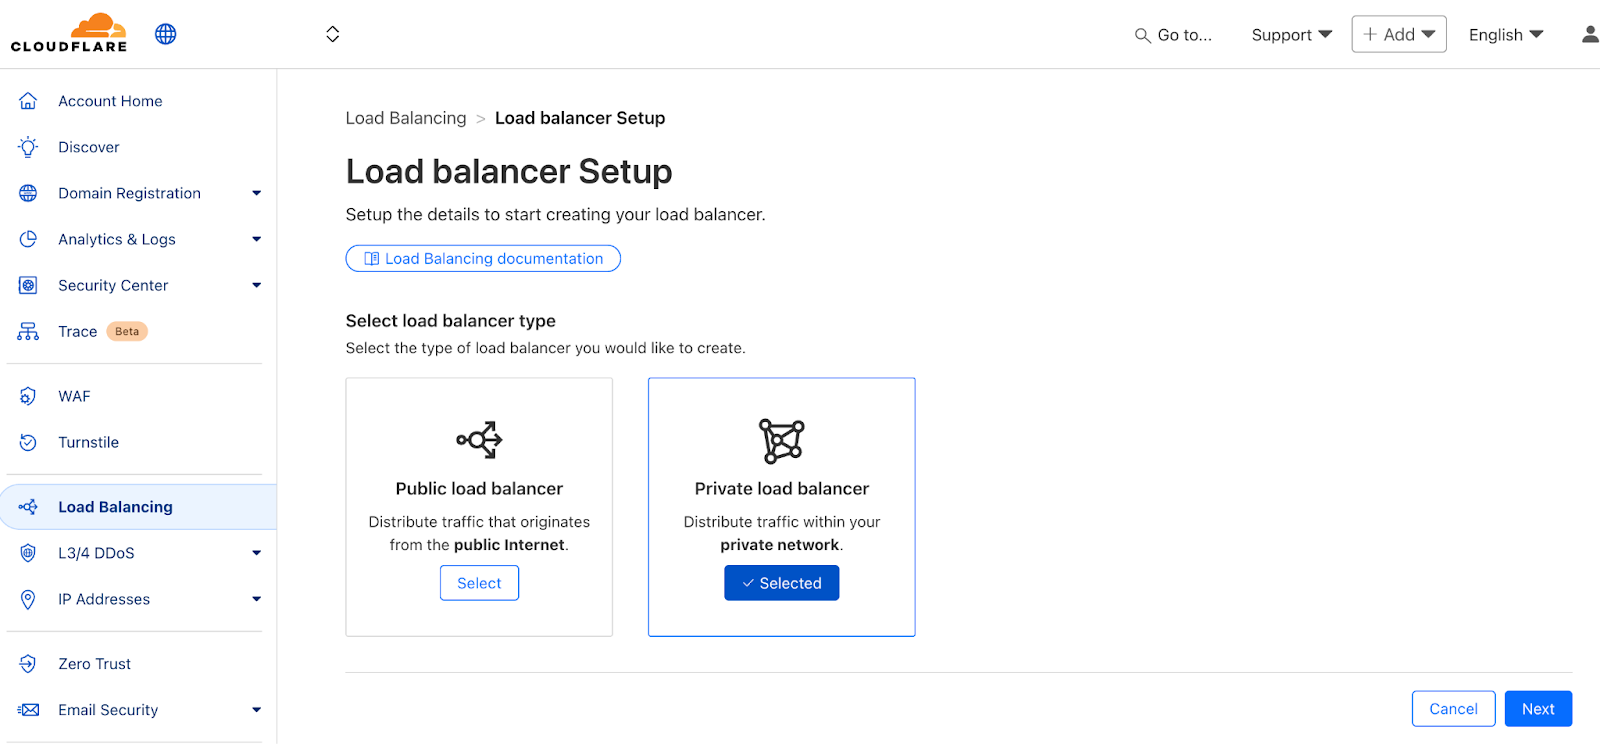 CLOUDFLARE
Go to...
Support
+ Add
English
Account Home
Discover
Domain Registration
Analytics & Logs
Security Center
Trace Beta
WAF
Turnstile
Load Balancing
L3/4 DDoS
IP Addresses
Zero Trust
Email Security
Load Balancing > Load balancer Setup
Load balancer Setup
Setup the details to start creating your load balancer.
Load Balancing documentation
Select load balancer type
Select the type of load balancer you would like to create.
Public load balancer
Distribute traffic that originates
from the public Internet.
Select
Private load balancer
Distribute traffic within your
private network.
✓ Selected
Cancel
Next